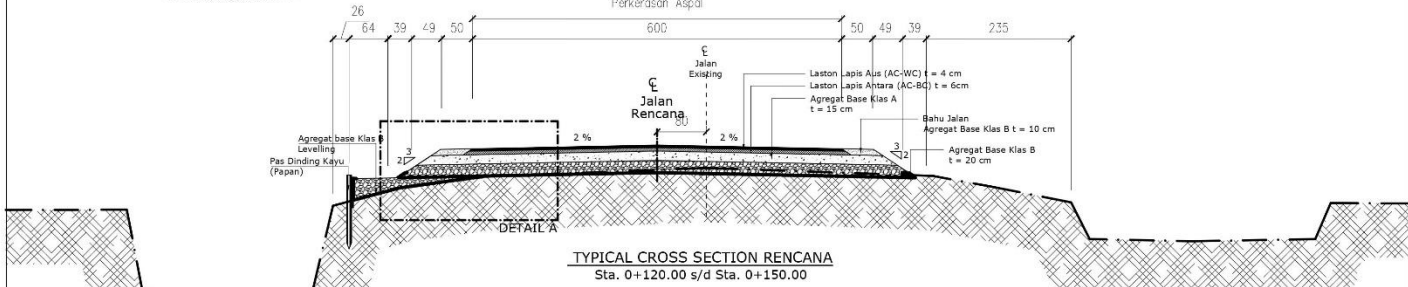 Perkerasan Aspal
26
64 39 49 50 600 50 49 39 235
℄
Jalan
Existing
℄
Jalan
Rencana
80
Laston Lapis Aus (AC-WC) t = 4 cm
Laston Lapis Antara (AC-BC) t = 6cm
Agregat Base Klas A
t = 15 cm
Bahu Jalan
Agregat Base Klas B t = 10 cm
Agregat Base Klas B
t = 20 cm
2 %
2 %
3
2
3
2
Agregat base Klas B
Levelling
Pas Dinding Kayu
(Papan)
DETAIL A
TYPICAL CROSS SECTION RENCANA
Sta. 0+120.00 s/d Sta. 0+150.00